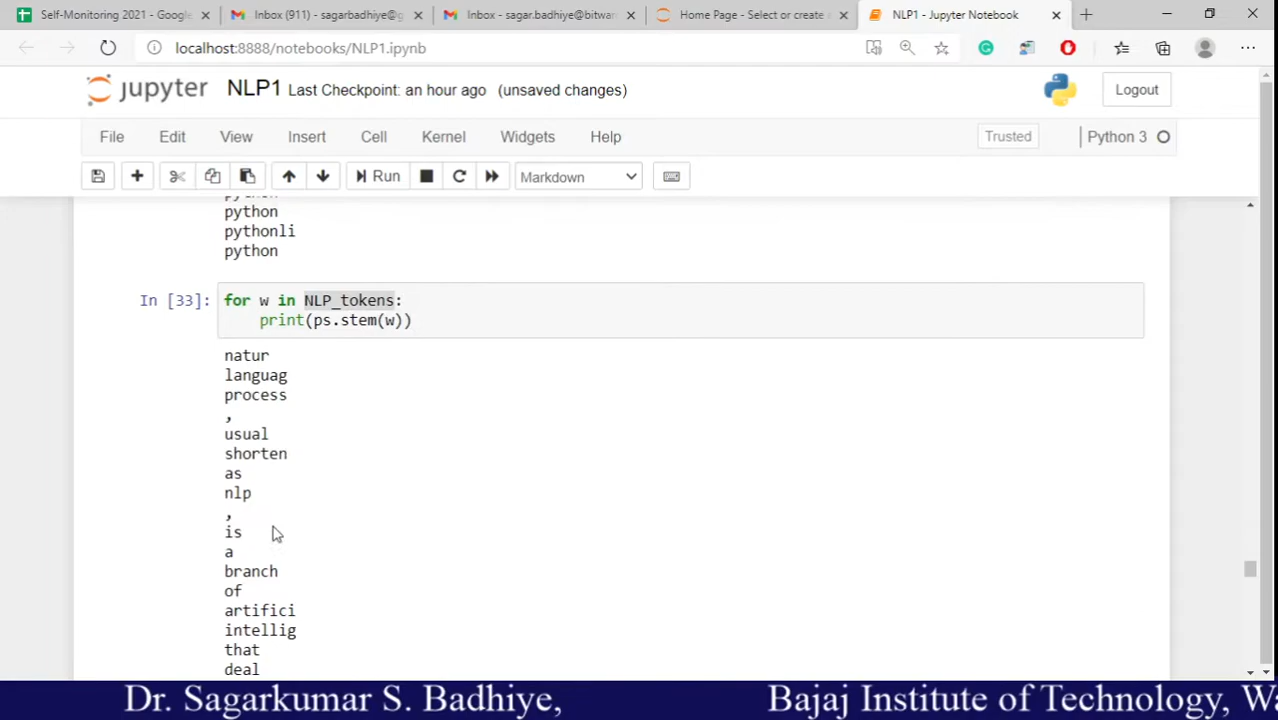 Self-Monitoring 2021 - Google
Inbox (911) - sagarbadhiye@g
Inbox - sagar.badhiye@bitwar
Home Page - Select or create
NLP1 - Jupyter Notebook
localhost:8888/notebooks/NLP1.ipynb
jupyter NLP1 Last Checkpoint: an hour ago (unsaved changes)
Logout
File Edit View Insert Cell Kernel Widgets Help
Trusted
Python 3
Run
Markdown
python
python
pythonli
python
In [33]: for w in NLP_tokens:
print(ps.stem(w))
natur
languag
process
,
usual
shorten
as
nlp
,
is
a
branch
of
artifici
intellig
that
deal
Dr. Sagarkumar S. Badhiye, Bajaj Institute of Technology, Wa